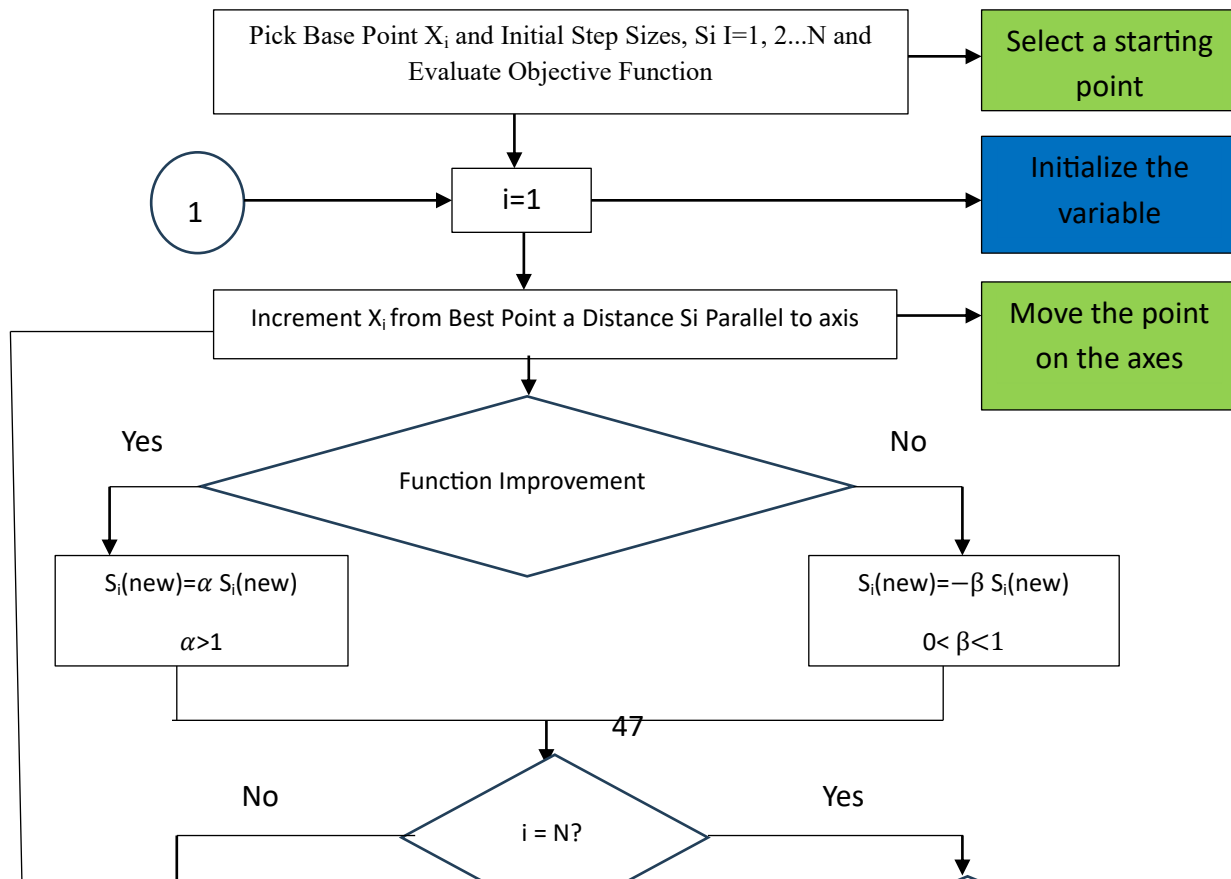 Pick Base Point Xi and Initial Step Sizes, Si I=1, 2...N and
Evaluate Objective Function
Select a starting
point
1
i=1
Initialize the
variable
Increment Xi from Best Point a Distance Si Parallel to axis
Move the point
on the axes
Yes
No
Function Improvement
Si(new)=α Si(new)
α>1
Si(new)=−β Si(new)
0< β<1
47
No
Yes
i = N?